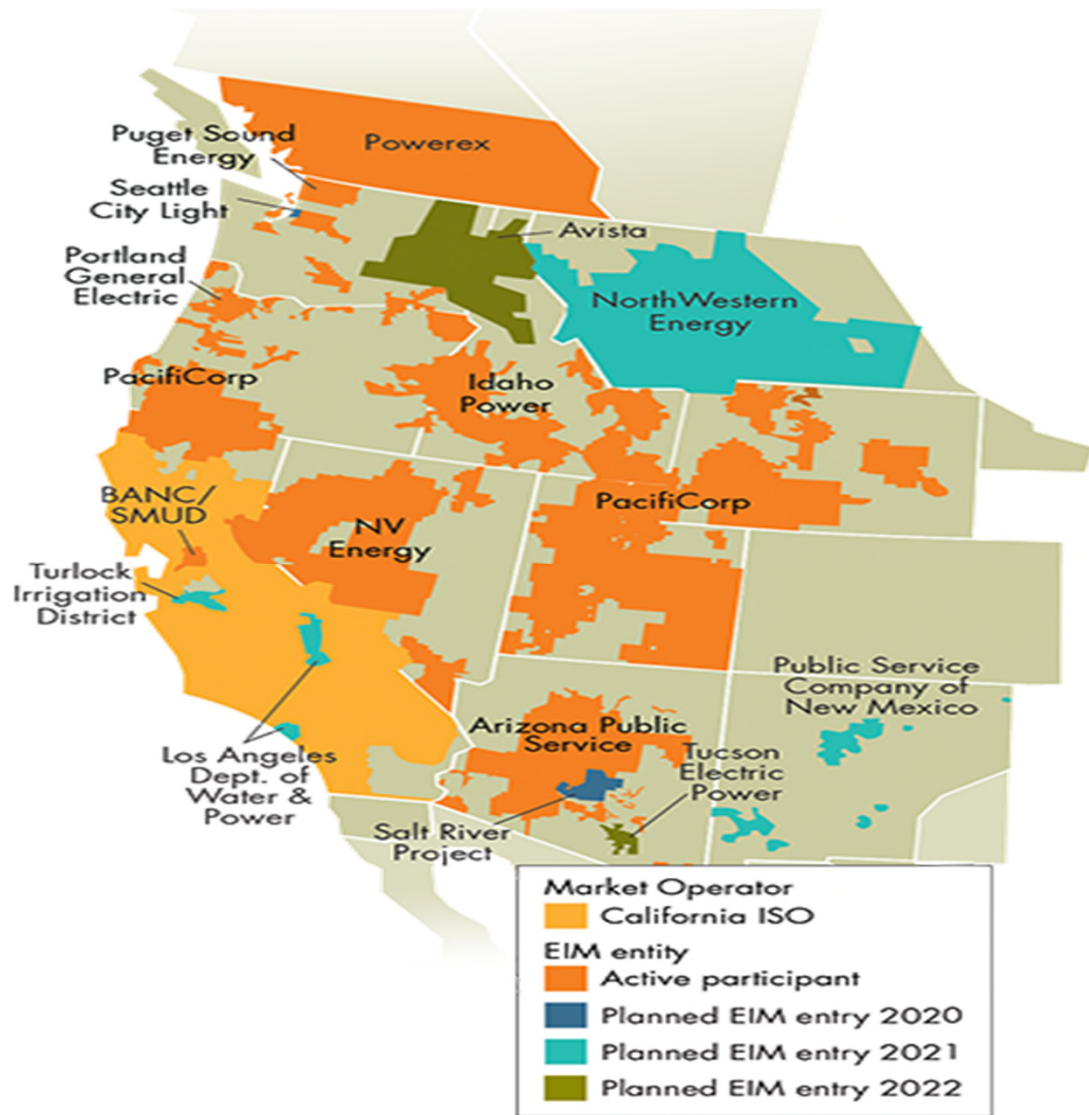 Powerex
Puget Sound
Energy
Seattle
City Light
Avista
Portland
General
Electric
NorthWestern
Energy
PacifiCorp
Idaho
Power
BANC/
SMUD
NV
Energy
PacifiCorp
Turlock
Irrigation
District
Public Service
Company of
New Mexico
Arizona Public
Service
Los Angeles
Dept. of
Water &
Power
Tucson
Electric
Power
Salt River
Project
Market Operator
California ISO
EIM entity
Active participant
Planned EIM entry 2020
Planned EIM entry 2021
Planned EIM entry 2022